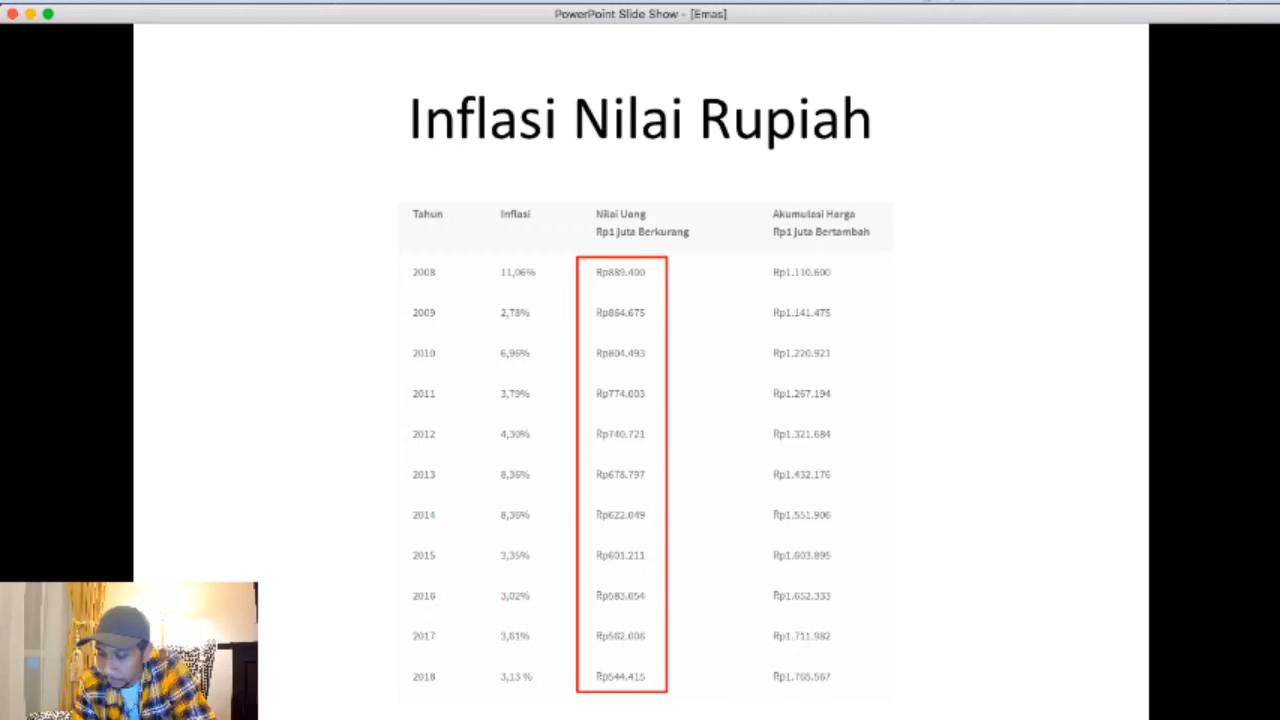 PowerPoint Slide Show - [Emas]
Inflasi Nilai Rupiah
Tahun Inflasi Nilai Uang Akumulasi Harga
Rp1 Juta Berkurang Rp1 Juta Bertambah
2008 11,06% Rp889.400 Rp1.110.600
2009 2,78% Rp864.675 Rp1.141.475
2010 6,96% Rp804.493 Rp1.220.921
2011 3,79% Rp774.003 Rp1.267.194
2012 4,30% Rp740.721 Rp1.321.684
2013 8,36% Rp678.797 Rp1.432.176
2014 8,36% Rp622.049 Rp1.551.906
2015 3,35% Rp601.211 Rp1.603.895
2016 3,02% Rp583.054 Rp1.652.333
2017 3,61% Rp562.006 Rp1.711.982
2018 3,13 % Rp544.415 Rp1.765.567